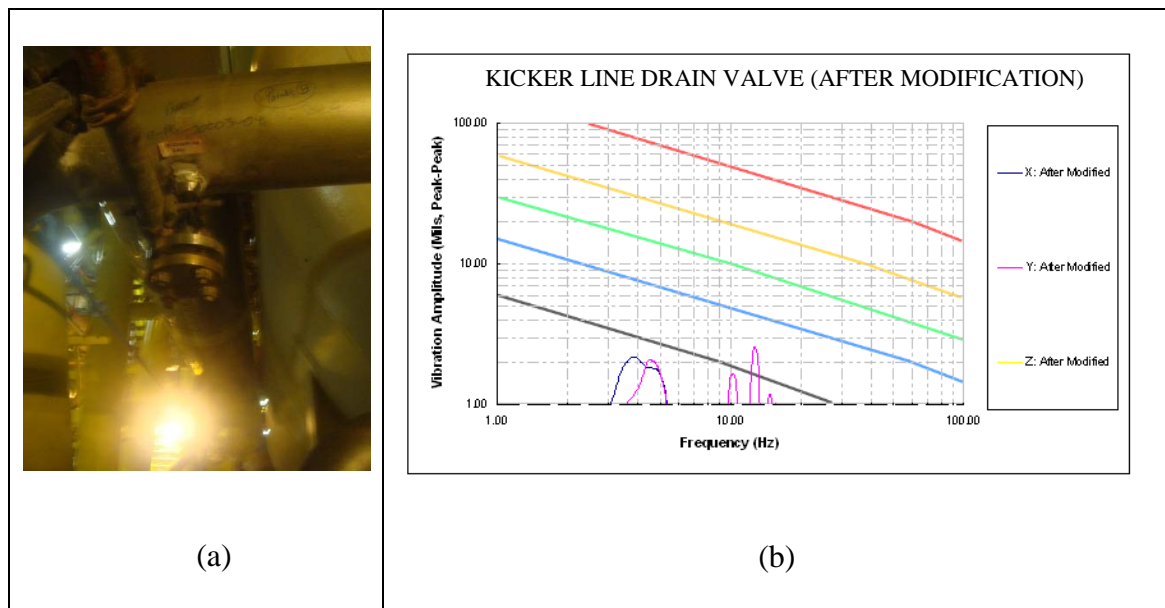 KICKER LINE DRAIN VALVE (AFTER MODIFICATION)
100.00
10.00
1.00
Vibration Amplitude (Mils, Peak-Peak)
1.00
10.00
100.00
Frequency (Hz)
X: After Modified
Y: After Modified
Z: After Modified
(a)
(b)